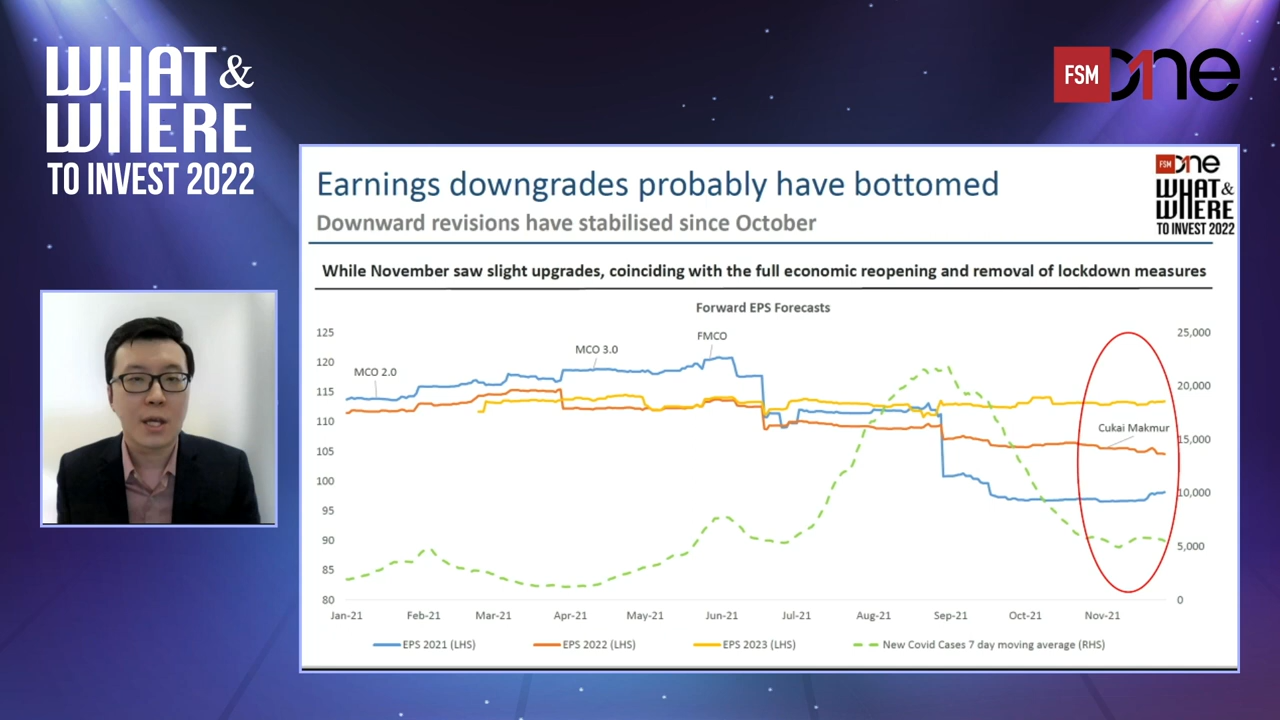 WHAT &
WHERE
TO INVEST 2022
FSM One
Earnings downgrades probably have bottomed
Downward revisions have stabilised since October
FSM One
WHAT &
WHERE
TO INVEST 2022
While November saw slight upgrades, coinciding with the full economic reopening and removal of lockdown measures
Forward EPS Forecasts
125
120
115
110
105
100
95
90
85
80
25,000
20,000
15,000
10,000
5,000
0
MCO 2.0
MCO 3.0
FMCO
Cukai Makmur
Jan-21 Feb-21 Mar-21 Apr-21 May-21 Jun-21 Jul-21 Aug-21 Sep-21 Oct-21 Nov-21
EPS 2021 (LHS) EPS 2022 (LHS) EPS 2023 (LHS) New Covid Cases 7 day moving average (RHS)